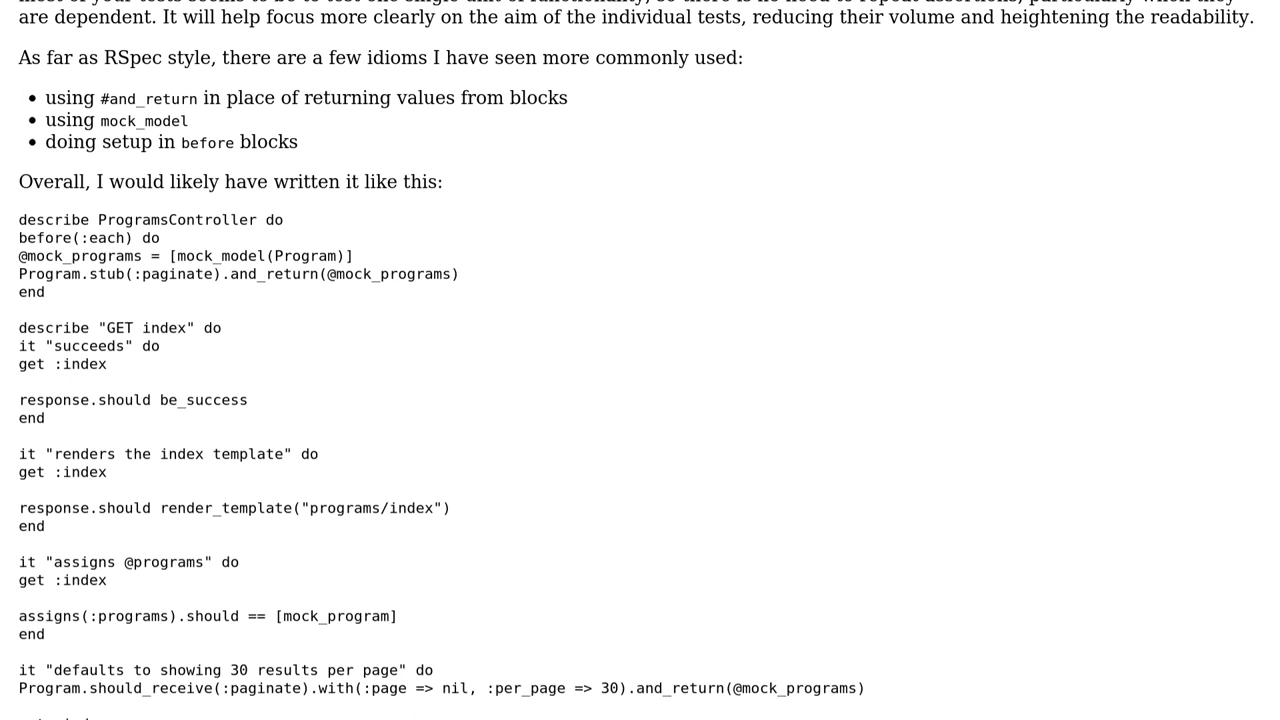 are dependent. It will help focus more clearly on the aim of the individual tests, reducing their volume and heightening the readability.
As far as RSpec style, there are a few idioms I have seen more commonly used:
• using #and_return in place of returning values from blocks
• using mock_model
• doing setup in before blocks
Overall, I would likely have written it like this:
describe ProgramsController do
before(:each) do
@mock_programs = [mock_model(Program)]
Program.stub(:paginate).and_return(@mock_programs)
end
describe "GET index" do
it "succeeds" do
get :index
response.should be_success
end
it "renders the index template" do
get :index
response.should render_template("programs/index")
end
it "assigns @programs" do
get :index
assigns(:programs).should == [mock_program]
end
it "defaults to showing 30 results per page" do
Program.should_receive(:paginate).with(:page => nil, :per_page => 30).and_return(@mock_programs)